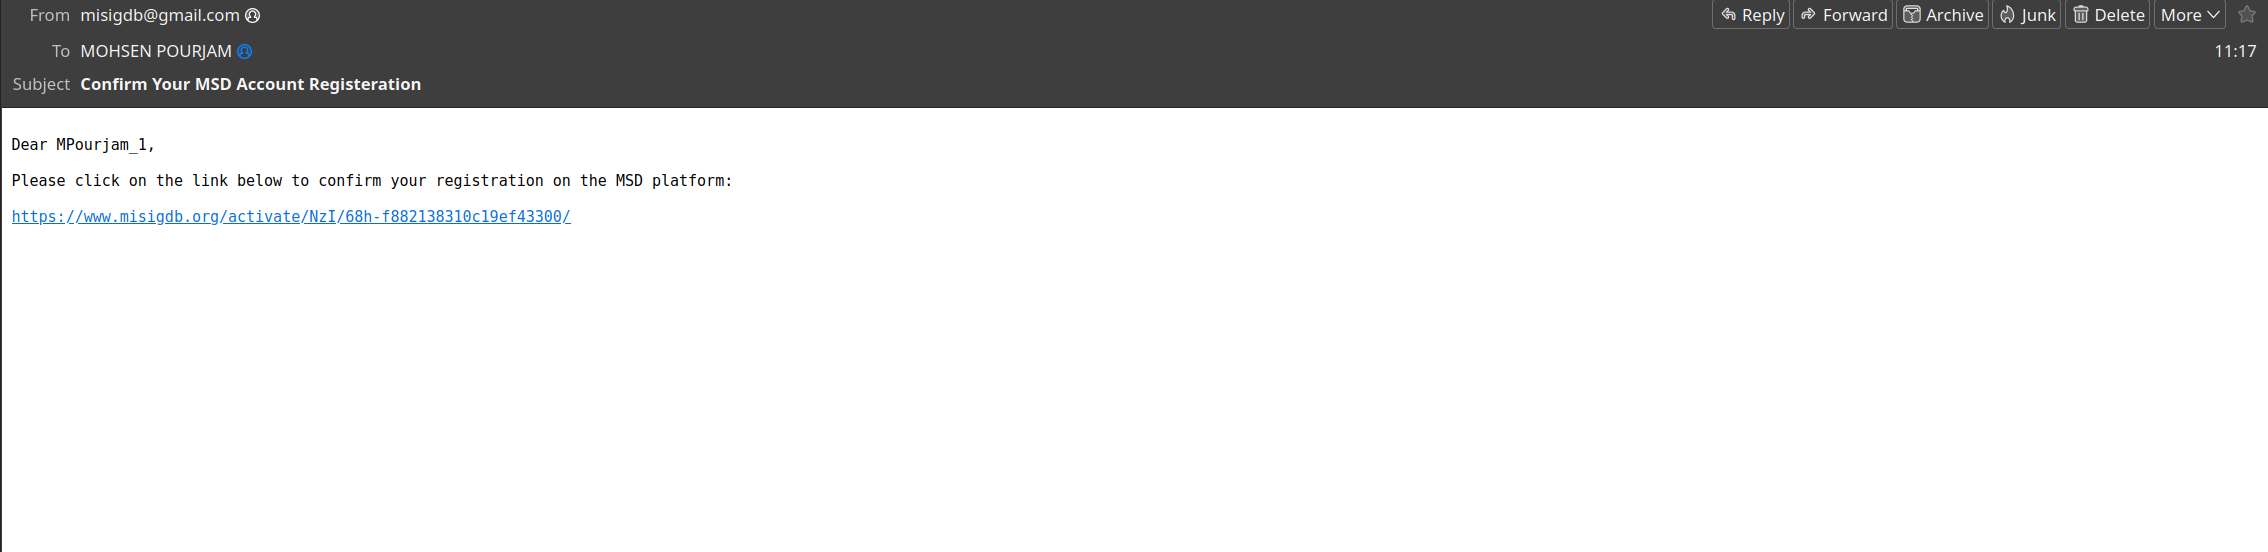 From misigdb@gmail.com Reply Forward Archive Junk Delete More
To MOHSEN POURJAM 11:17
Subject Confirm Your MSD Account Registeration
Dear MPourjam_1,
Please click on the link below to confirm your registration on the MSD platform:
https://www.misigdb.org/activate/NzI/68h-f882138310c19ef43300/